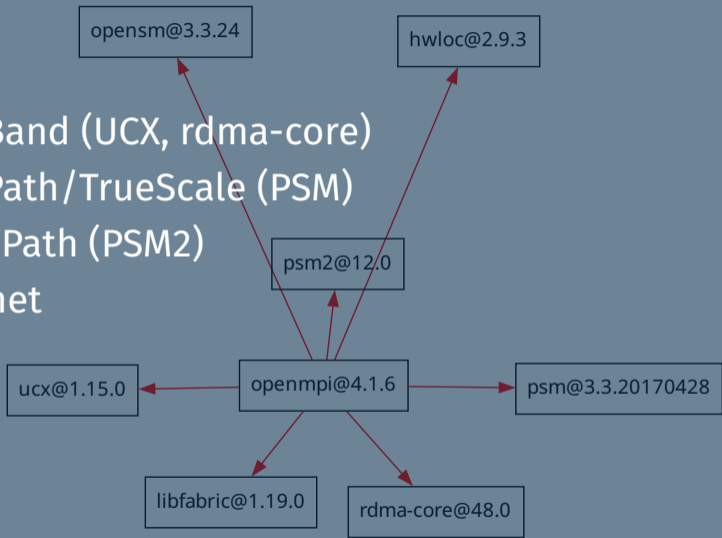 opensm@3.3.24
hwloc@2.9.3
Band (UCX, rdma-core)
Path/TrueScale (PSM)
Path (PSM2)
net
psm2@12.0
ucx@1.15.0
openmpi@4.1.6
psm@3.3.20170428
libfabric@1.19.0
rdma-core@48.0